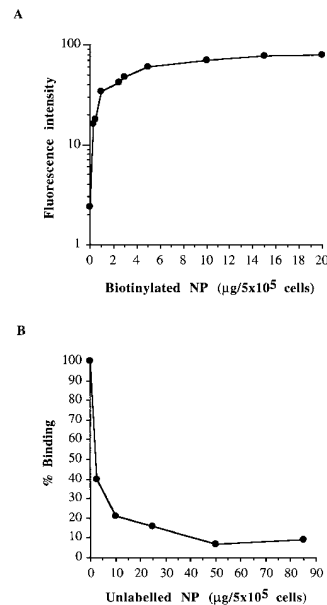 A
Fluorescence intensity
100
10
1
0 2 4 6 8 10 12 14 16 18 20
Biotinylated NP (µg/5x10⁵ cells)
B
% Binding
100
90
80
70
60
50
40
30
20
10
0
0 10 20 30 40 50 60 70 80 90
Unlabelled NP (µg/5x10⁵ cells)